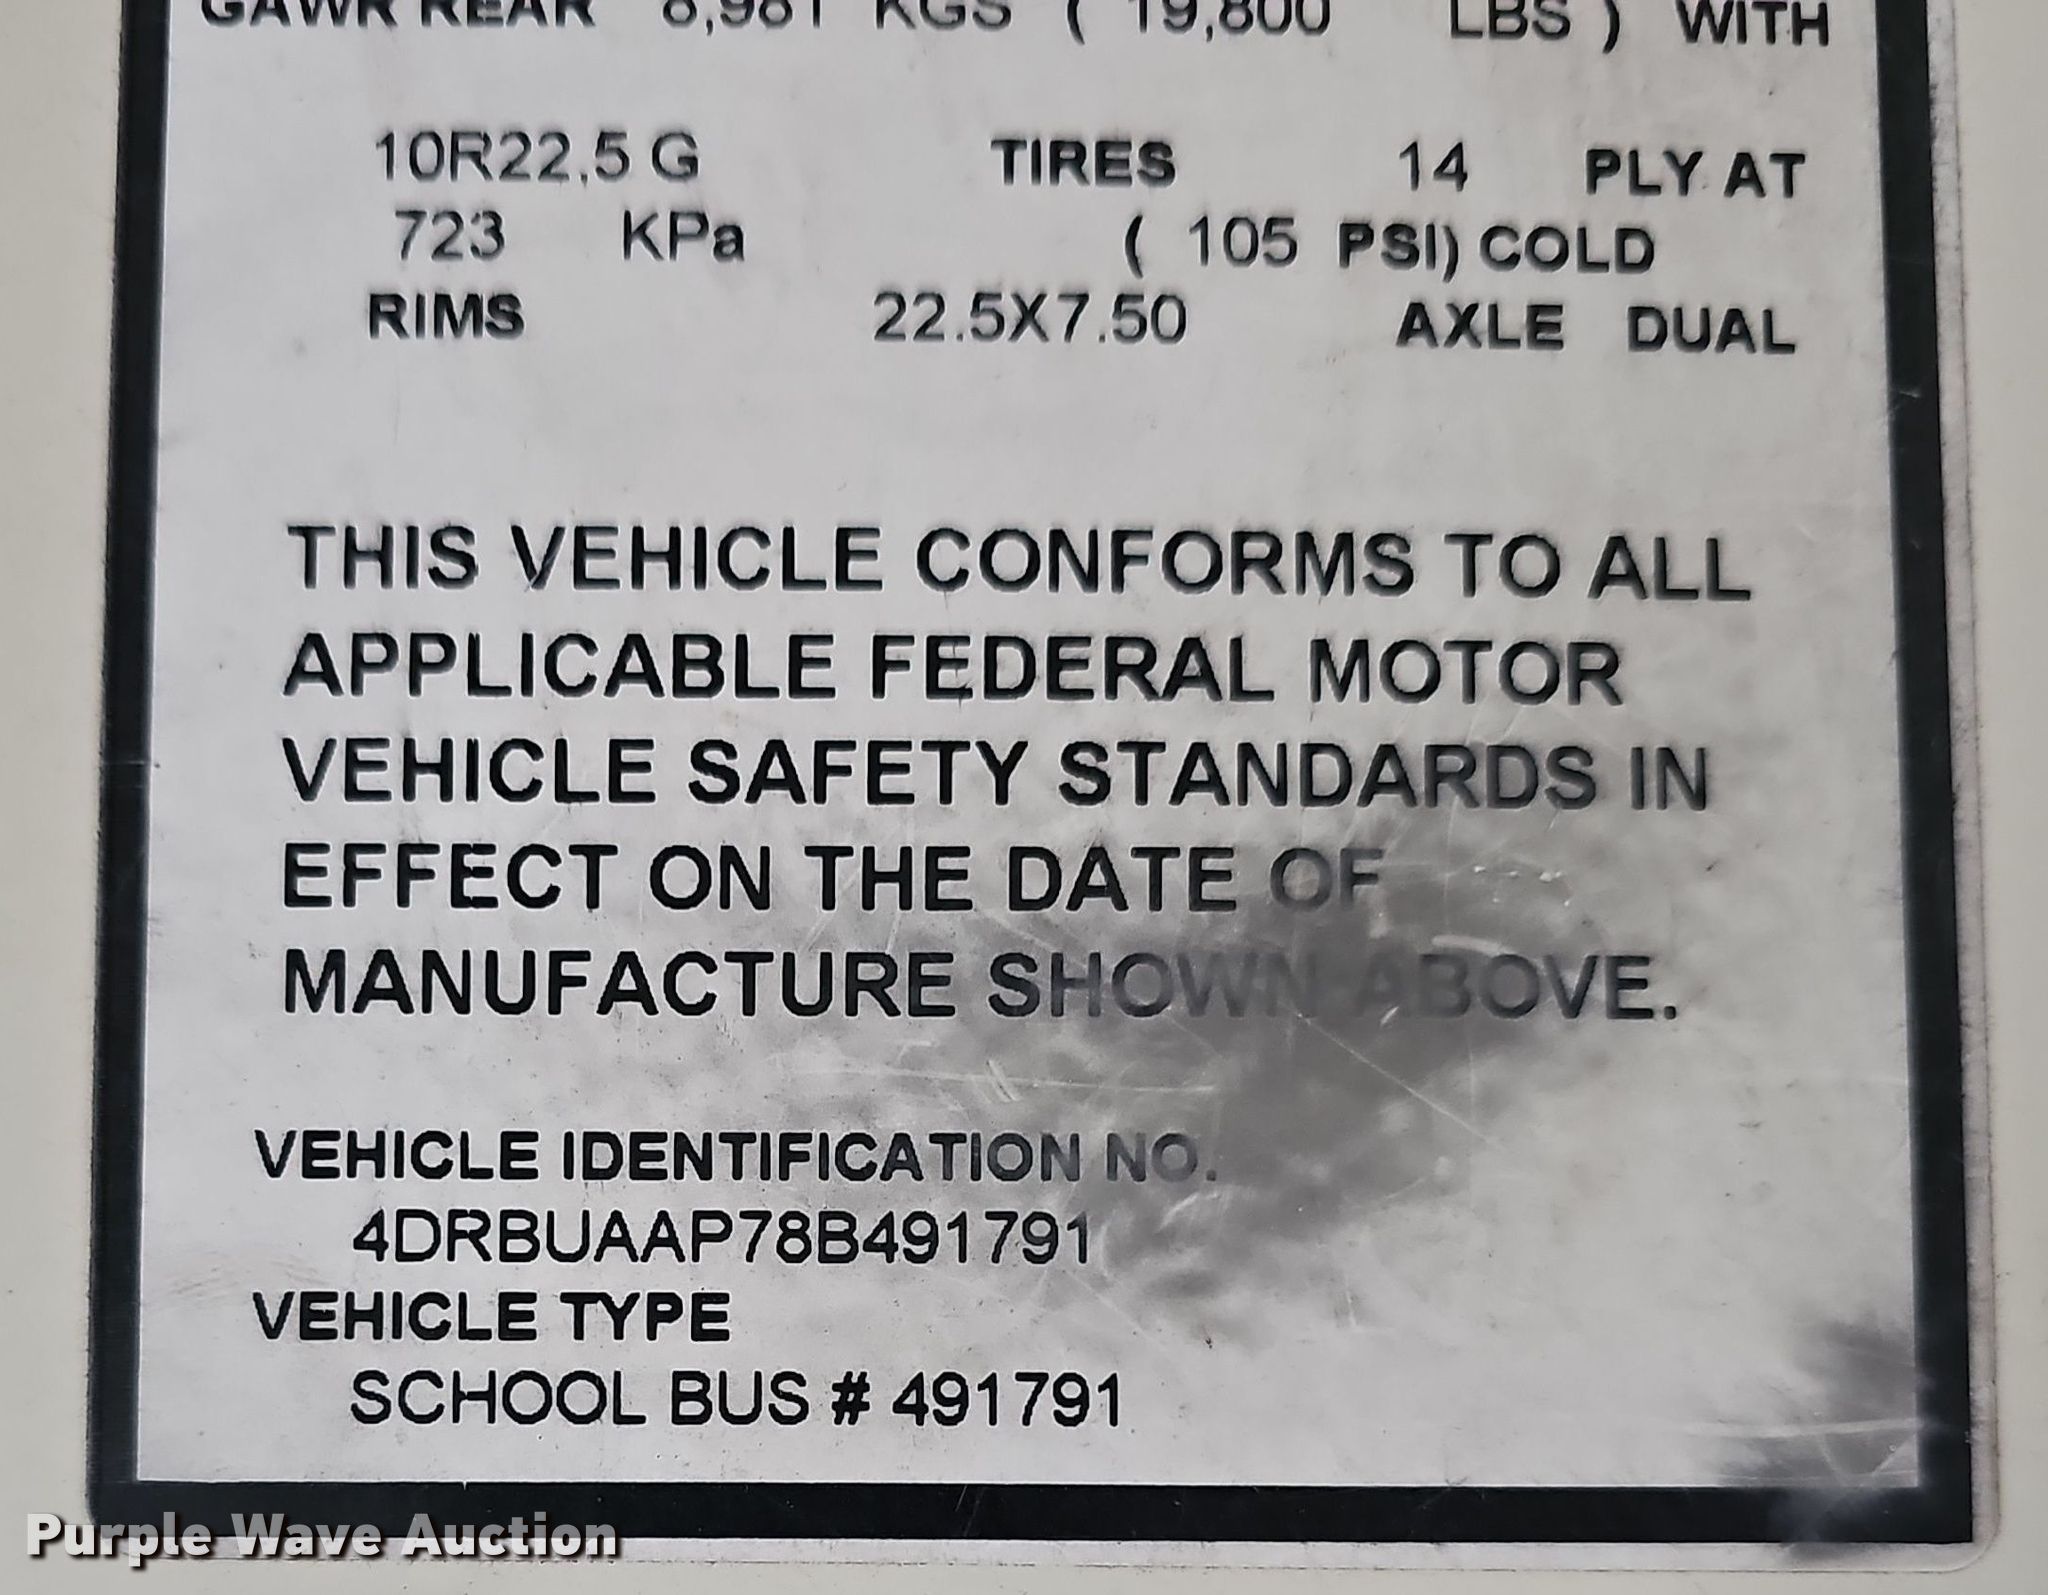 GAWR REAR 8,981 KGS ( 19,800 LBS ) WITH
10R22.5 G TIRES 14 PLY AT
723 KPa ( 105 PSI) COLD
RIMS 22.5X7.50 AXLE DUAL
THIS VEHICLE CONFORMS TO ALL
APPLICABLE FEDERAL MOTOR
VEHICLE SAFETY STANDARDS IN
EFFECT ON THE DATE OF
MANUFACTURE SHOWN ABOVE.
VEHICLE IDENTIFICATION NO.
4DRBUAAP78B491791
VEHICLE TYPE
SCHOOL BUS # 491791
Purple Wave Auction